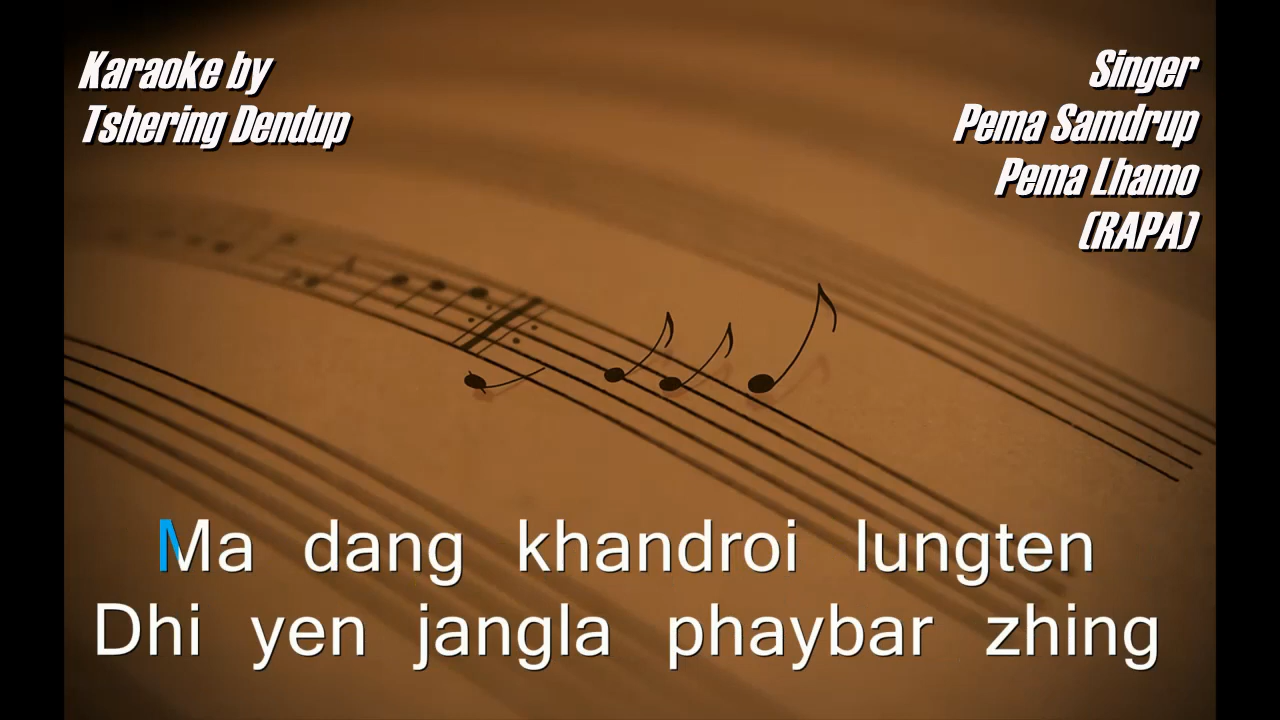 Karaoke by
Tshering Dendup
Singer
Pema Samdrup
Pema Lhamo
(RAPA)
Ma dang khandroi lungten
Dhi yen jangla phaybar zhing